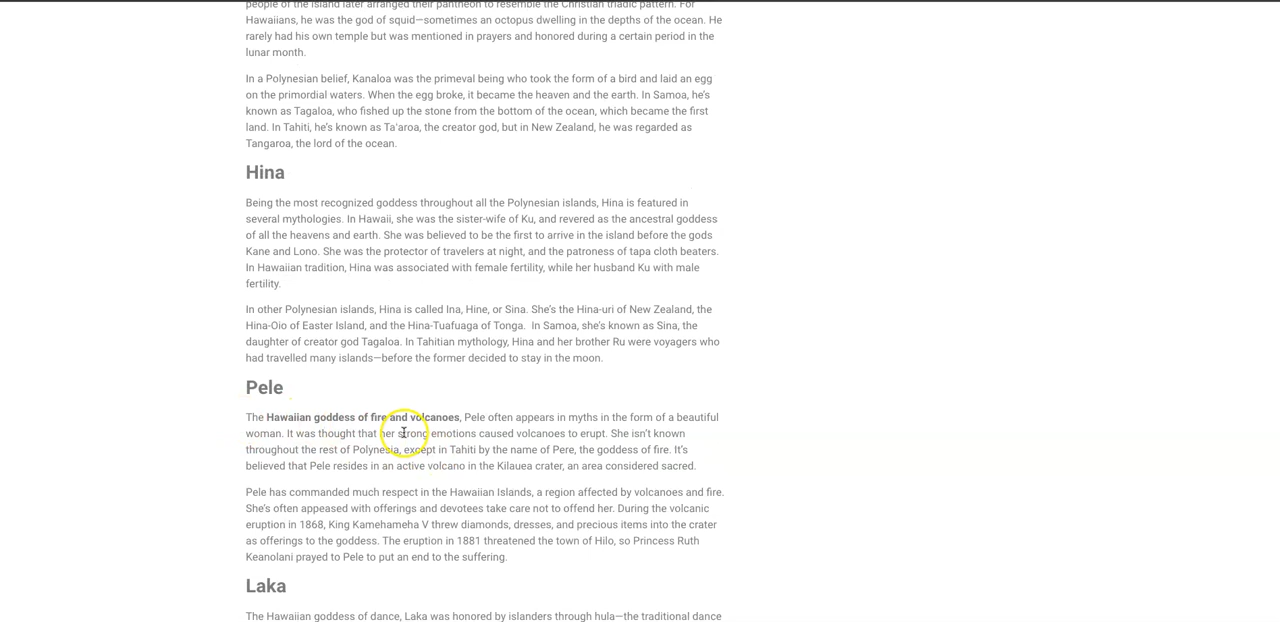 people of the island later arranged their pantheon to resemble the Christian triadic pattern. For
Hawaiians, he was the god of squid—sometimes an octopus dwelling in the depths of the ocean. He
rarely had his own temple but was mentioned in prayers and honored during a certain period in the
lunar month.
In a Polynesian belief, Kanaloa was the primeval being who took the form of a bird and laid an egg
on the primordial waters. When the egg broke, it became the heaven and the earth. In Samoa, he's
known as Tagaloa, who fished up the stone from the bottom of the ocean, which became the first
land. In Tahiti, he's known as Ta'aroa, the creator god, but in New Zealand, he was regarded as
Tangaroa, the lord of the ocean.
Hina
Being the most recognized goddess throughout all the Polynesian islands, Hina is featured in
several mythologies. In Hawaii, she was the sister-wife of Ku, and revered as the ancestral goddess
of all the heavens and earth. She was believed to be the first to arrive in the island before the gods
Kane and Lono. She was the protector of travelers at night, and the patroness of tapa cloth beaters.
In Hawaiian tradition, Hina was associated with female fertility, while her husband Ku with male
fertility.
In other Polynesian islands, Hina is called Ina, Hine, or Sina. She's the Hina-uri of New Zealand, the
Hina-Oio of Easter Island, and the Hina-Tuafuaga of Tonga.  In Samoa, she's known as Sina, the
daughter of creator god Tagaloa. In Tahitian mythology, Hina and her brother Ru were voyagers who
had travelled many islands—before the former decided to stay in the moon.
Pele
The Hawaiian goddess of fire and volcanoes, Pele often appears in myths in the form of a beautiful
woman. It was thought that her strong emotions caused volcanoes to erupt. She isn't known
throughout the rest of Polynesia, except in Tahiti by the name of Pere, the goddess of fire. It's
believed that Pele resides in an active volcano in the Kilauea crater, an area considered sacred.
Pele has commanded much respect in the Hawaiian Islands, a region affected by volcanoes and fire.
She's often appeased with offerings and devotees take care not to offend her. During the volcanic
eruption in 1868, King Kamehameha V threw diamonds, dresses, and precious items into the crater
as offerings to the goddess. The eruption in 1881 threatened the town of Hilo, so Princess Ruth
Keanolani prayed to Pele to put an end to the suffering.
Laka
The Hawaiian goddess of dance, Laka was honored by islanders through hula—the traditional dance